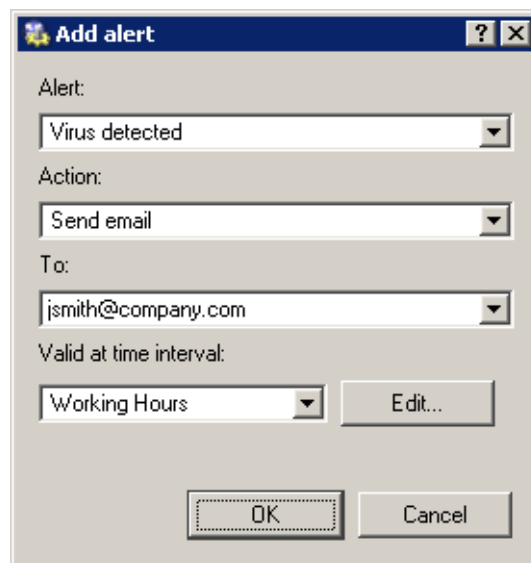 Add alert
Alert:
Virus detected
Action:
Send email
To:
jsmith@company.com
Valid at time interval:
Working Hours
Edit...
OK
Cancel